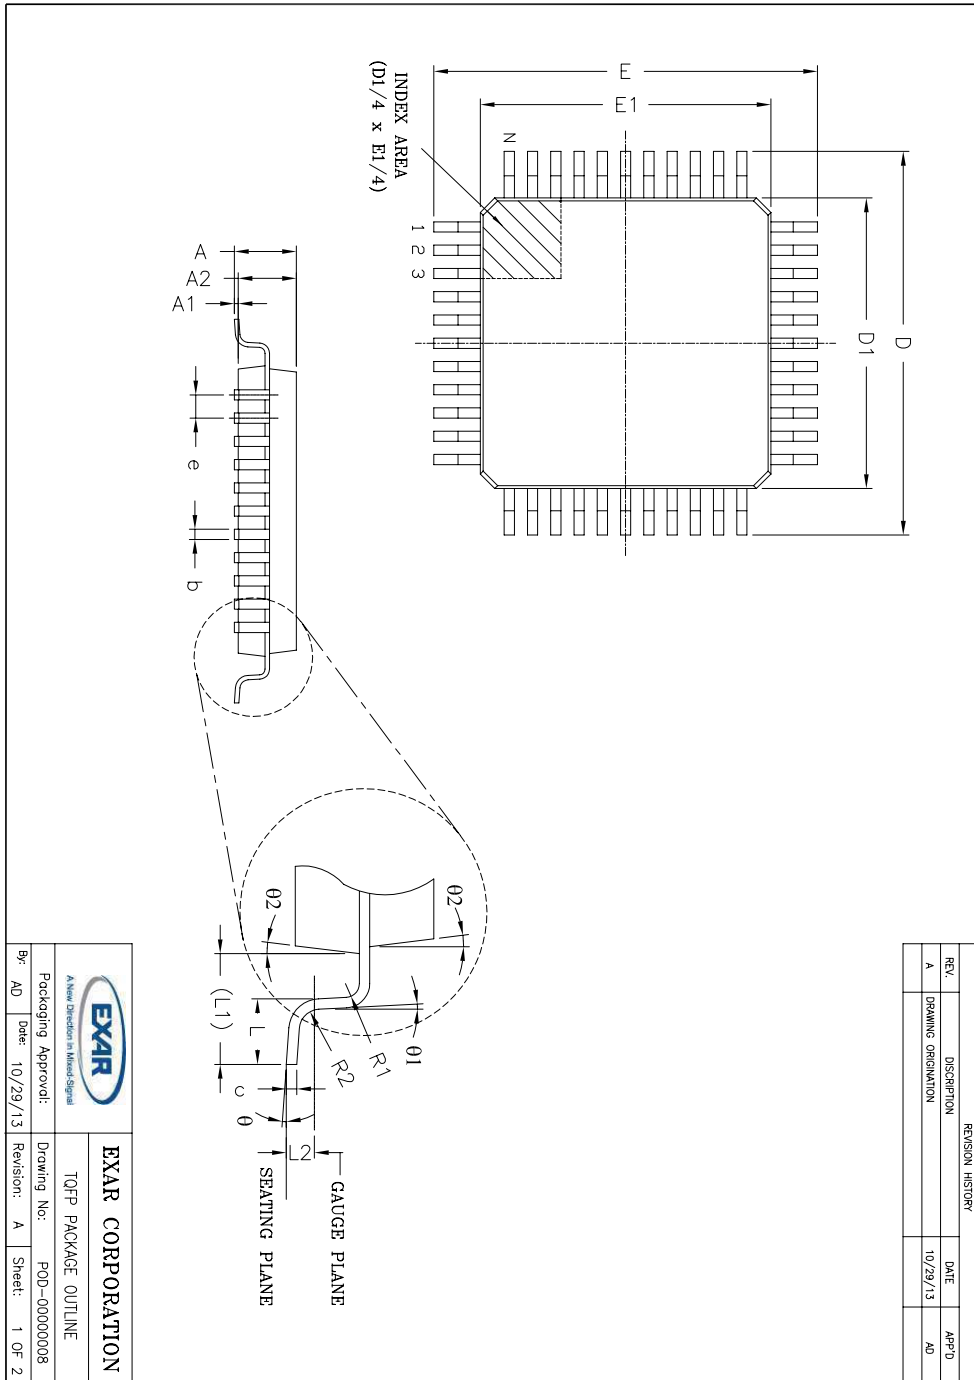 REVISION HISTORY
REV. DISCRIPTION DATE APP'D
A DRAWING ORIGINATION 10/29/13 AD
D
D1
E
E1
N
1 2 3
INDEX AREA
(D1/4 x E1/4)
A
A2
A1
e
b
θ2
θ2
θ1
R1
R2
(L1)
L
c
θ
L2
GAUGE PLANE
SEATING PLANE
EXAR
A New Direction in Mixed-Signal
EXAR CORPORATION
TQFP PACKAGE OUTLINE
Packaging Approval:
Drawing No: POD-00000008
By: AD
Date: 10/29/13
Revision: A
Sheet: 1 OF 2